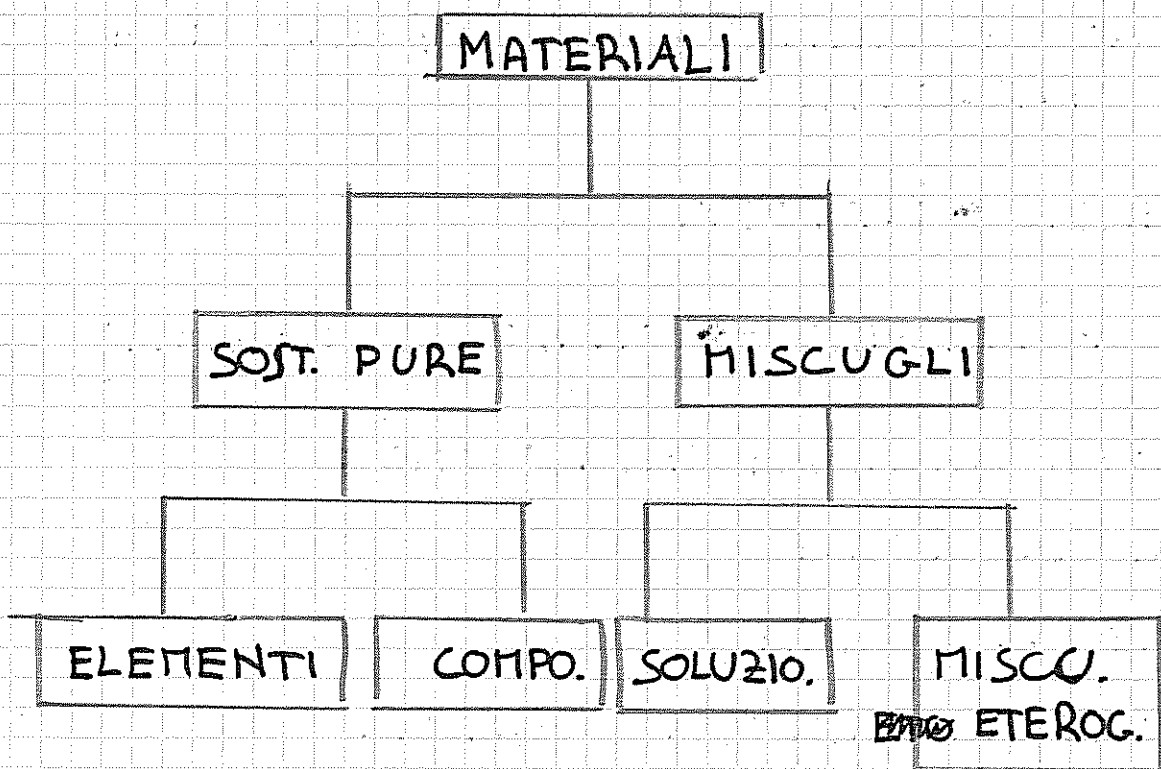 MATERIALI
SOST. PURE
MISCUGLI
ELEMENTI
COMPO.
SOLUZIO.
MISCU.
ETEROG.